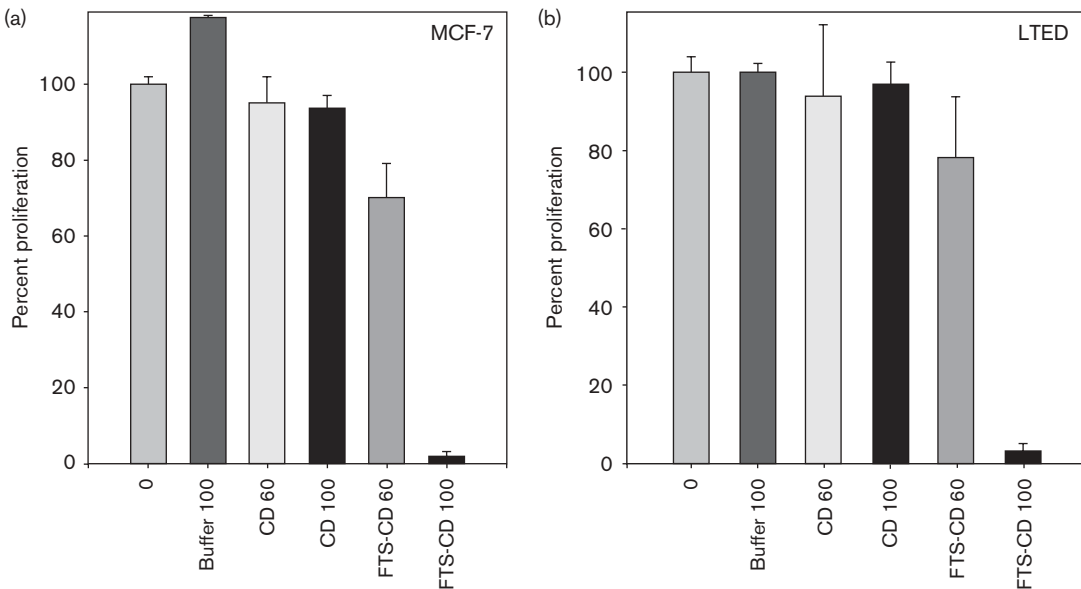 (a)
MCF-7
Percent proliferation
100
80
60
40
20
0
0
Buffer 100
CD 60
CD 100
FTS-CD 60
FTS-CD 100
(b)
LTED
Percent proliferation
100
80
60
40
20
0
0
Buffer 100
CD 60
CD 100
FTS-CD 60
FTS-CD 100